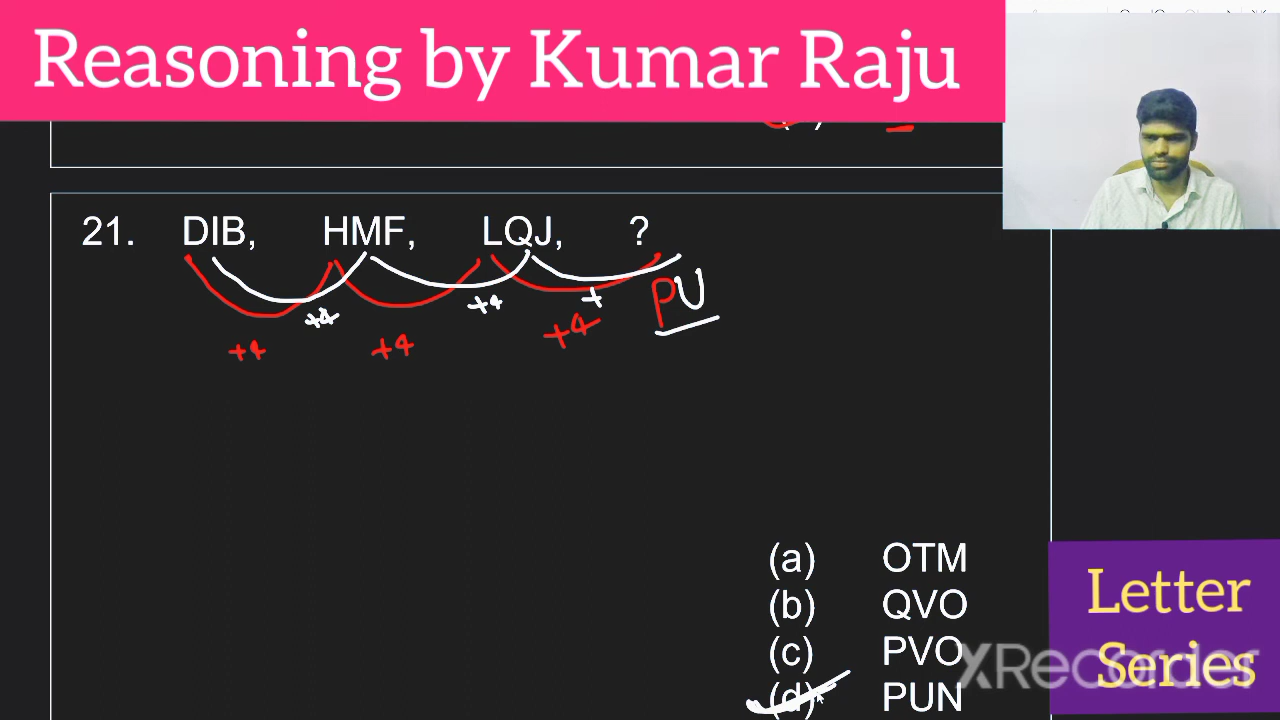 Reasoning by Kumar Raju
21. DIB, HMF, LQJ, ?
PU
+4 +4 +
+4 +4 +4
(a) OTM
(b) QVO
(c) PVO
(d) PUN
Letter
Series
XRecorder